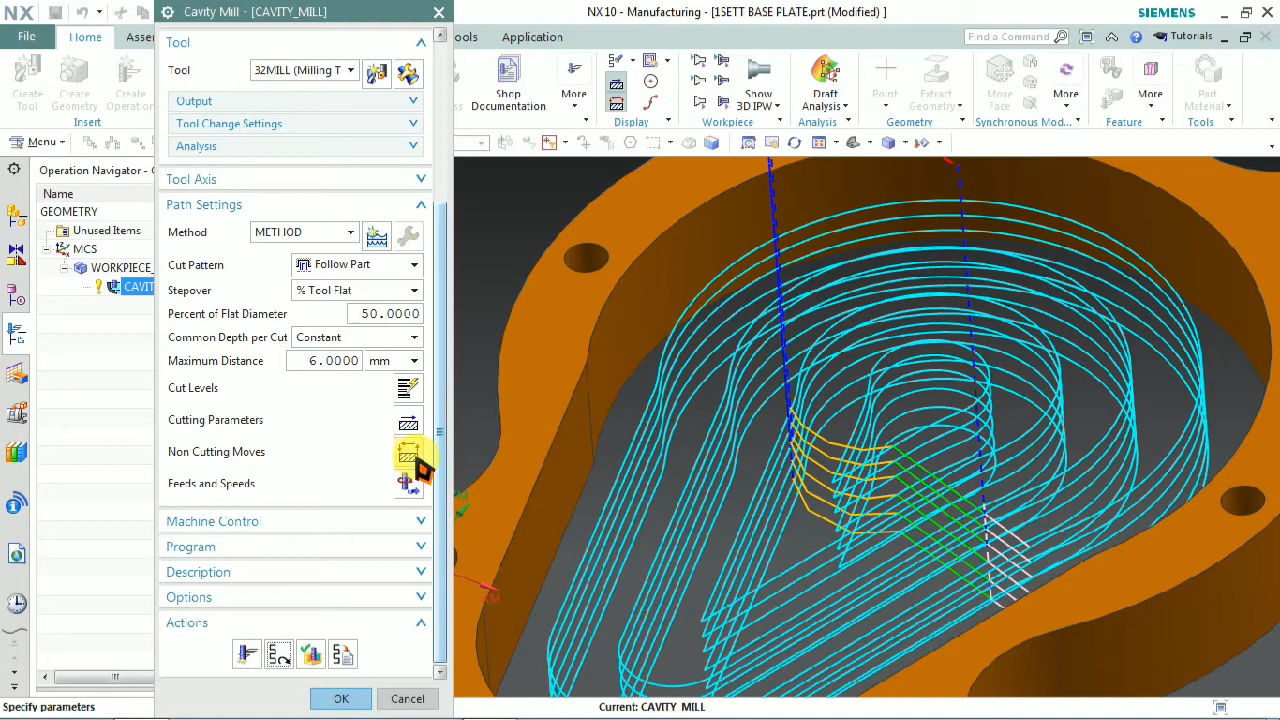 Cavity Mill - [CAVITY_MILL]
NX10 - Manufacturing - [1SETT BASE PLATE.prt (Modified) ]
SIEMENS
NX
File
Home
Assem
ools
Application
Find a Command
Tutorials
Create Tool
Create Geometry
Create Operation
Insert
Shop Documentation
More
Display
Show 3D IPW
Workpiece
Draft Analysis
Analysis
Point
Extract Geometry
Geometry
Move Face
More
Synchronous Mod...
More
Feature
Part Material
Tools
Menu
Operation Navigator - G
Name
GEOMETRY
Unused Items
MCS
WORKPIECE_
CAVIT
Tool
Tool
32MILL (Milling T
Output
Tool Change Settings
Analysis
Tool Axis
Path Settings
Method
METHOD
Cut Pattern
Follow Part
Stepover
% Tool Flat
Percent of Flat Diameter
50.0000
Common Depth per Cut
Constant
Maximum Distance
6.0000
mm
Cut Levels
Cutting Parameters
Non Cutting Moves
Feeds and Speeds
Machine Control
Program
Description
Options
Actions
OK
Cancel
Specify parameters
Current: CAVITY_MILL